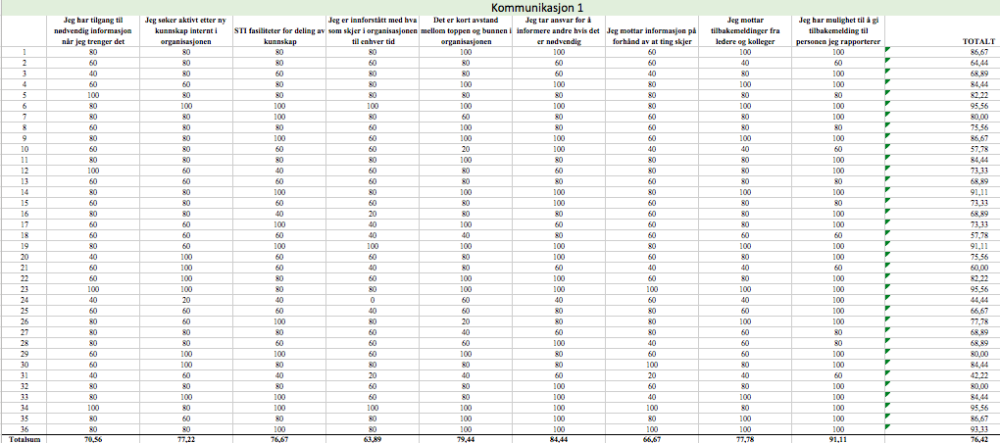 Kommunikasjon 1
Jeg har tilgang til Jeg søker aktivt etter ny Jeg er innforstått med hva Det er kort avstand Jeg tar ansvar for å Jeg mottar Jeg har mulighet til å gi
nødvendig informasjon kunnskap internt i STI fasiliteter for deling av som skjer i organisasjonen mellom toppen og bunnen i informere andre hvis det Jeg mottar informasjon på tilbakemeldinger fra tilbakemelding til
når jeg trenger det organisasjonen kunnskap til enhver tid organisasjonen er nødvendig forhånd av at ting skjer ledere og kolleger personen jeg rapporterer TOTALT
1 80 80 80 80 100 100 60 100 100 86,67
2 60 80 80 60 80 60 60 40 60 64,44
3 40 80 60 80 80 60 40 80 100 68,89
4 60 60 80 80 100 100 80 100 100 84,44
5 100 80 80 80 80 80 80 80 80 82,22
6 80 100 100 100 100 100 80 100 100 95,56
7 80 80 100 80 60 80 60 80 100 80,00
8 60 80 80 60 100 80 60 80 80 75,56
9 80 80 100 60 100 100 60 100 100 86,67
10 60 80 60 60 20 100 40 40 60 57,78
11 80 80 80 80 100 80 80 80 100 84,44
12 100 60 40 60 80 60 80 80 100 73,33
13 60 60 60 60 80 80 60 80 80 68,89
14 80 80 100 80 100 100 80 100 100 91,11
15 60 80 60 60 80 100 60 80 80 73,33
16 80 80 40 20 80 80 60 80 100 68,89
17 60 60 100 40 100 60 60 80 100 73,33
18 60 60 60 40 40 80 60 60 60 57,78
19 80 60 100 100 100 100 80 100 100 91,11
20 40 100 60 60 80 100 60 80 100 75,56
21 60 100 60 40 80 60 40 40 60 60,00
22 60 100 80 60 100 100 60 80 100 82,22
23 100 100 80 80 100 100 100 100 100 95,56
24 40 20 40 0 60 40 60 40 100 44,44
25 60 60 60 40 80 80 60 60 100 66,67
26 80 60 100 80 20 80 80 100 100 77,78
27 80 80 80 60 40 60 80 60 80 68,89
28 80 80 60 60 60 100 40 60 80 68,89
29 60 100 100 60 100 80 60 60 100 80,00
30 60 100 80 80 80 80 100 80 100 84,44
31 40 60 40 20 40 60 20 40 60 42,22
32 80 80 80 60 80 100 60 80 100 80,00
33 80 100 100 60 80 100 40 100 100 84,44
34 100 80 100 100 80 100 100 100 100 95,56
35 80 60 80 80 100 100 80 100 100 86,67
36 80 80 100 80 100 100 100 100 100 93,33
Totalsum 70,56 77,22 76,67 63,89 79,44 84,44 66,67 77,78 91,11 76,42